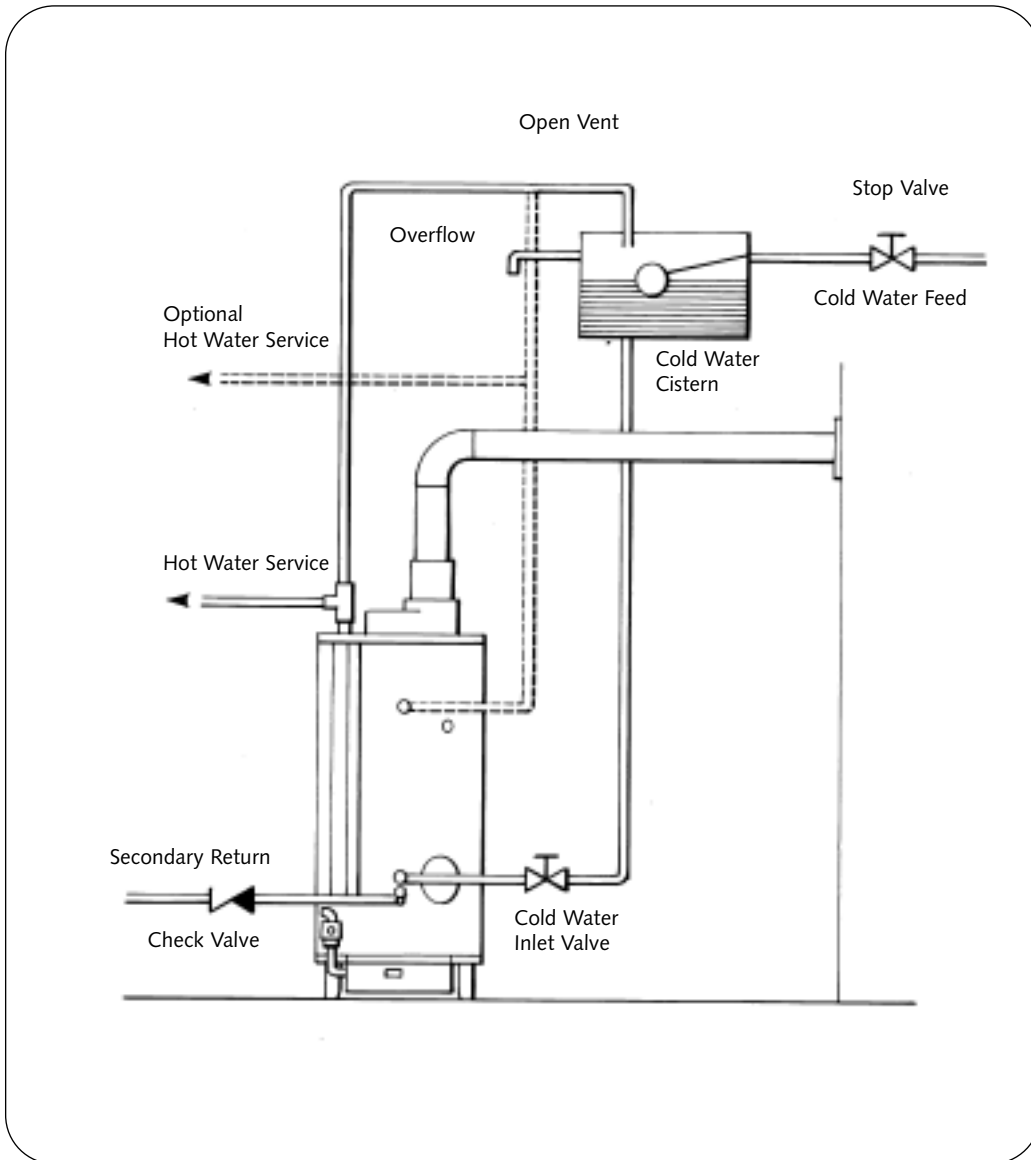 Open Vent
Stop Valve
Overflow
Cold Water Feed
Optional
Hot Water Service
Cold Water
Cistern
Hot Water Service
Secondary Return
Cold Water
Inlet Valve
Check Valve